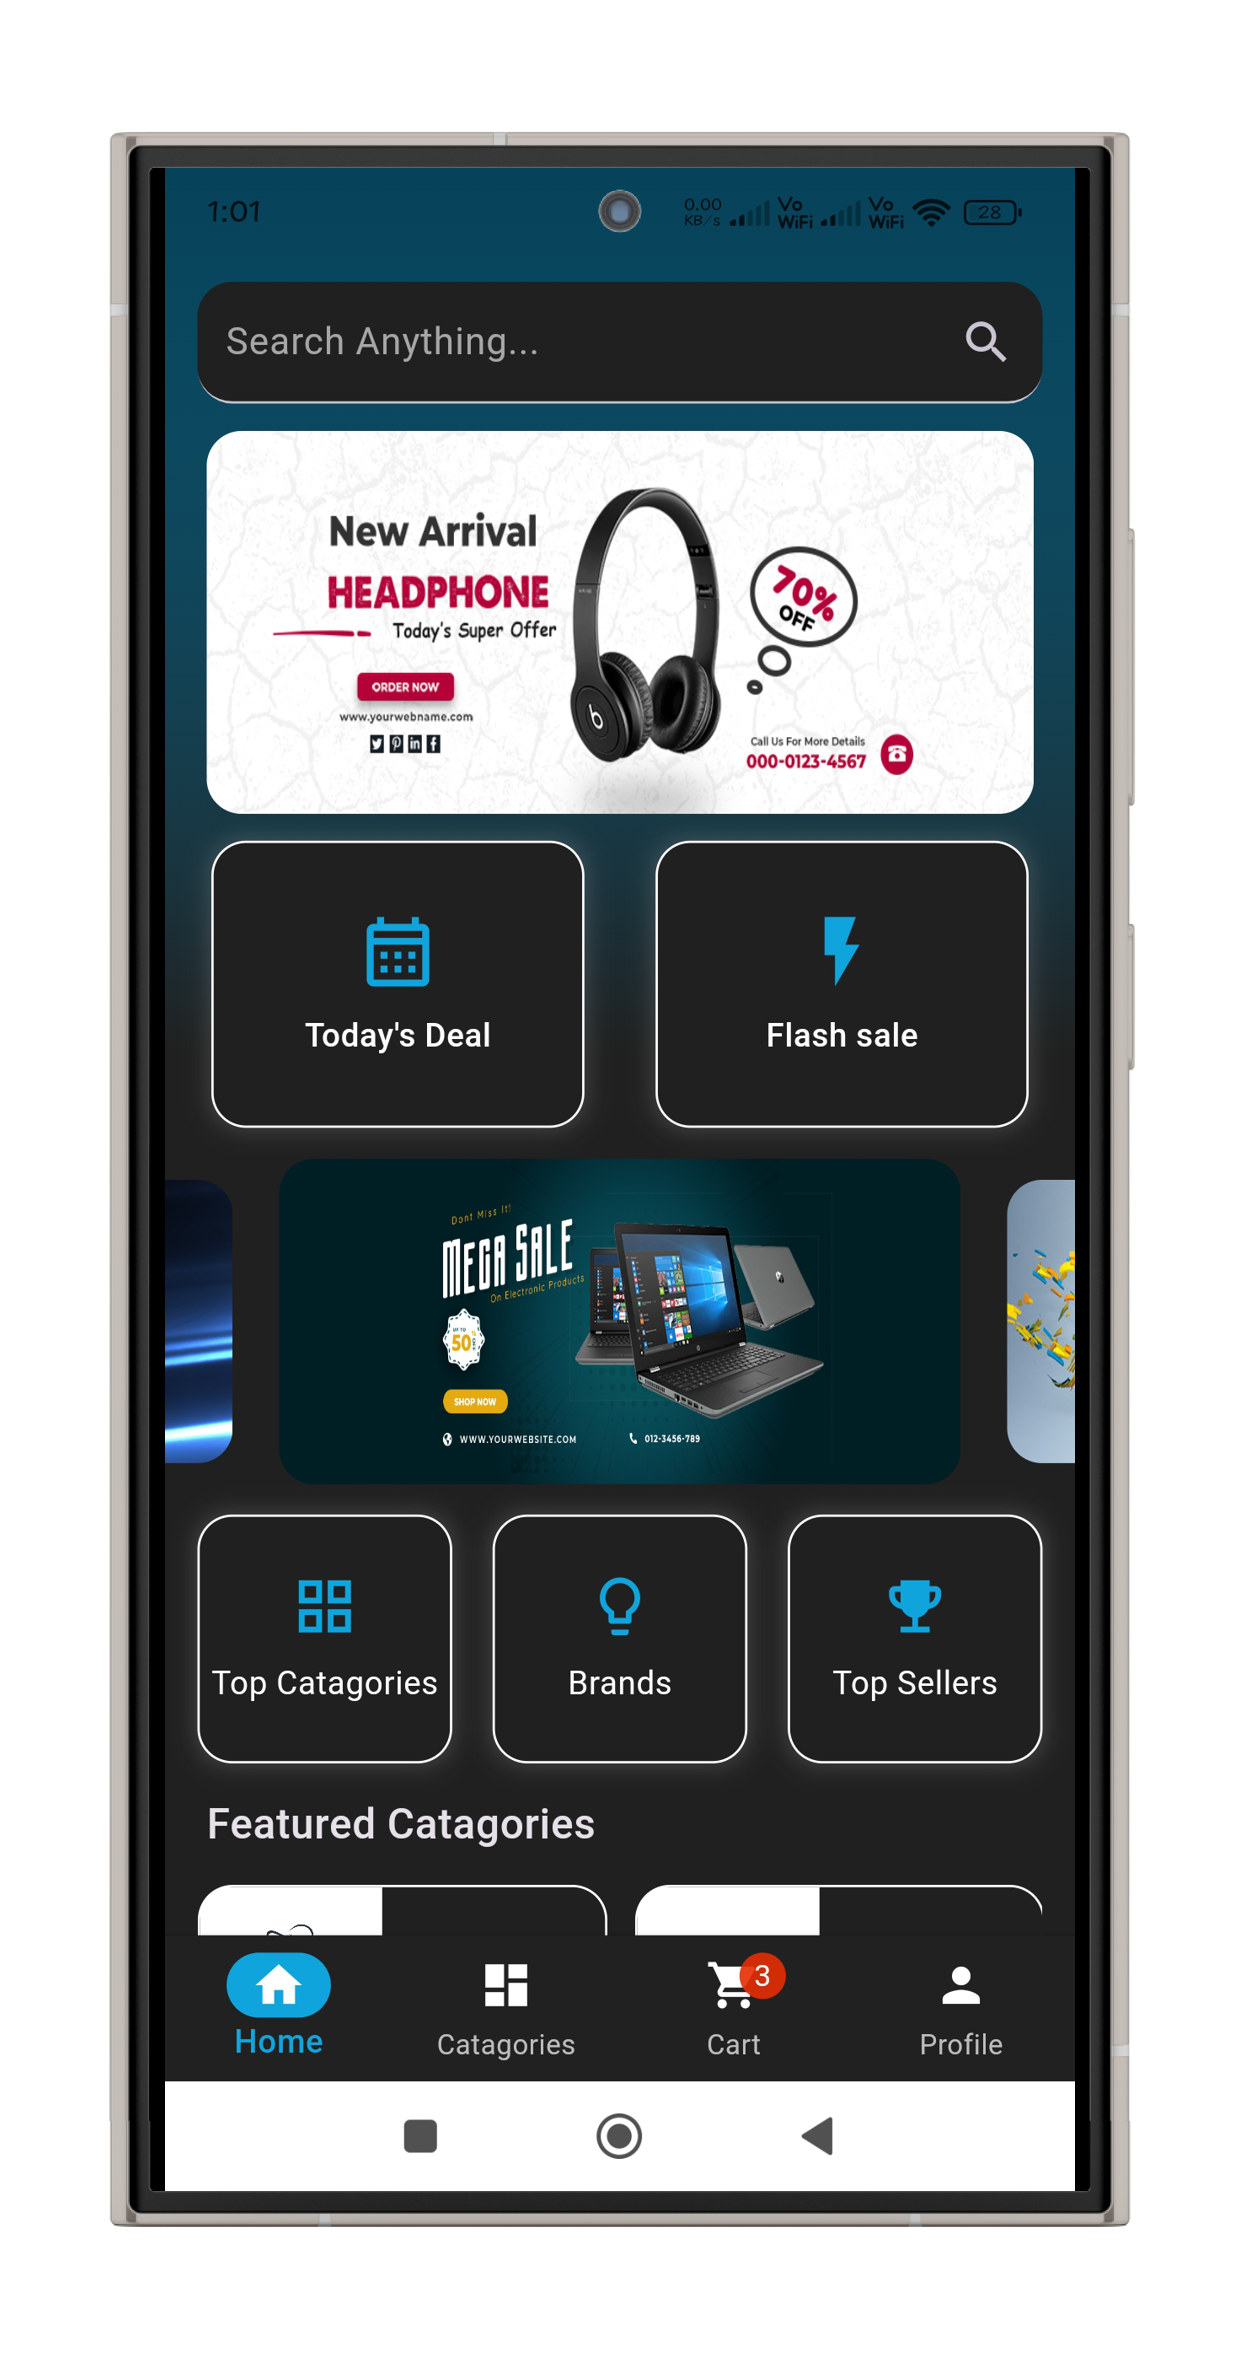 1:01
0.00
KB/s
Vo
WiFi
Vo
WiFi
28
Search Anything...
New Arrival
HEADPHONE
Today's Super Offer
ORDER NOW
www.yourwebname.com
70%
OFF
Call Us For More Details
000-0123-4567
Today's Deal
Flash sale
Dont Miss It!
MEGA SALE
On Electronic Products
UP TO
50%
SHOP NOW
WWW.YOURWEBSITE.COM
012-3456-789
Top Catagories
Brands
Top Sellers
Featured Catagories
Home
Catagories
3
Cart
Profile